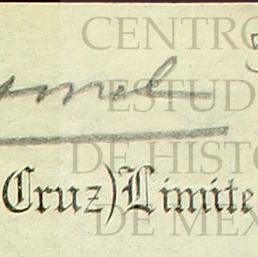 CENTRO
ESTUD
DE HISTO
Cruz) Limite
DE MEX